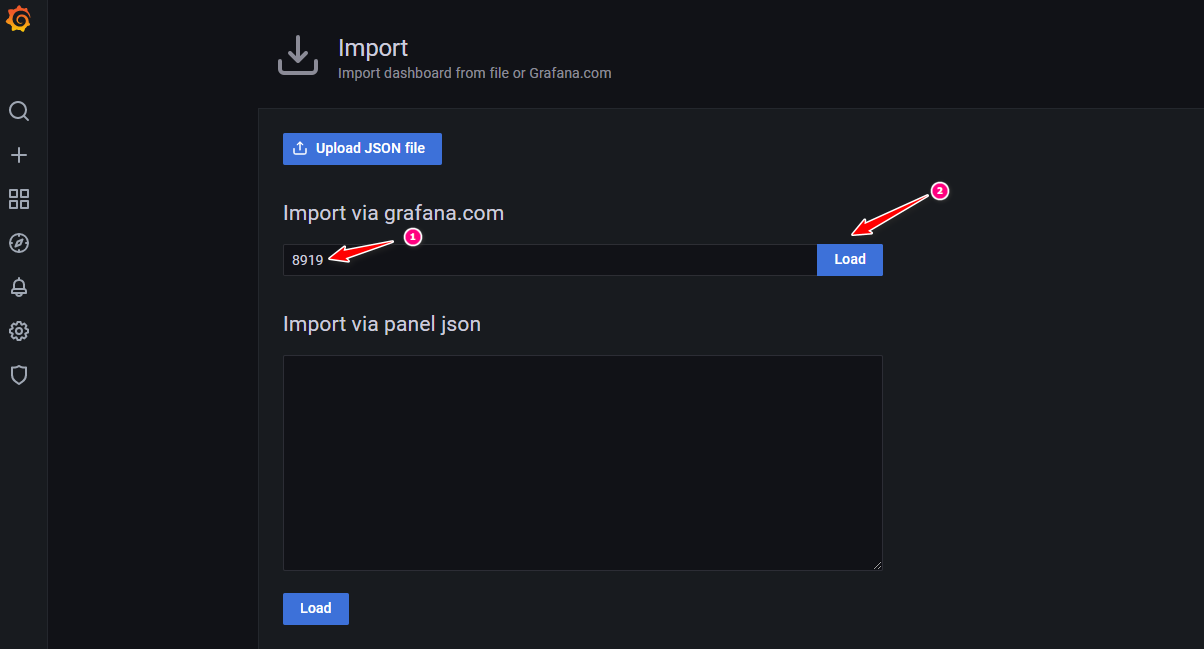 Import
Import dashboard from file or Grafana.com
Upload JSON file
Import via grafana.com
1
2
8919
Load
Import via panel json
Load